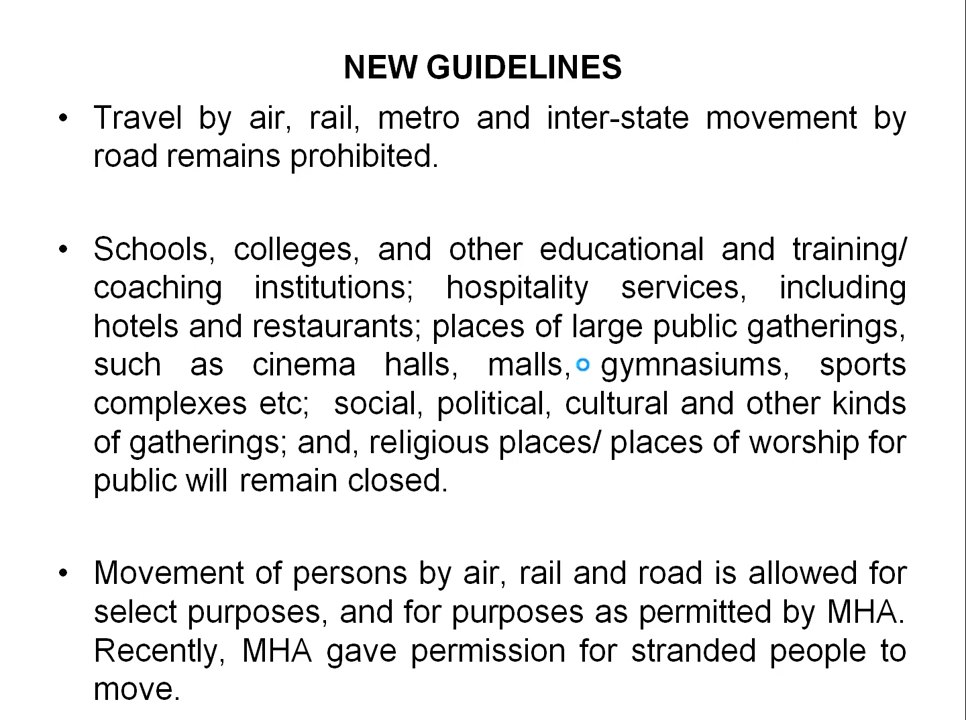 NEW GUIDELINES
• Travel by air, rail, metro and inter-state movement by
road remains prohibited.
• Schools, colleges, and other educational and training/
coaching institutions; hospitality services, including
hotels and restaurants; places of large public gatherings,
such as cinema halls, malls, gymnasiums, sports
complexes etc; social, political, cultural and other kinds
of gatherings; and, religious places/ places of worship for
public will remain closed.
• Movement of persons by air, rail and road is allowed for
select purposes, and for purposes as permitted by MHA.
Recently, MHA gave permission for stranded people to
move.